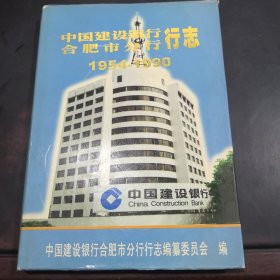 中国建设银行
合肥市分行
行志
1954-1990
中国建设银行
China Construction Bank
中国建设银行合肥市分行行志编纂委员会 编